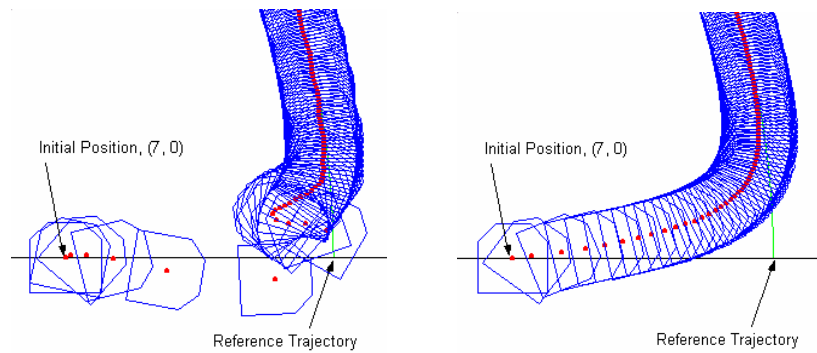 Initial Position, (7, 0)
Reference Trajectory
Initial Position, (7, 0)
Reference Trajectory